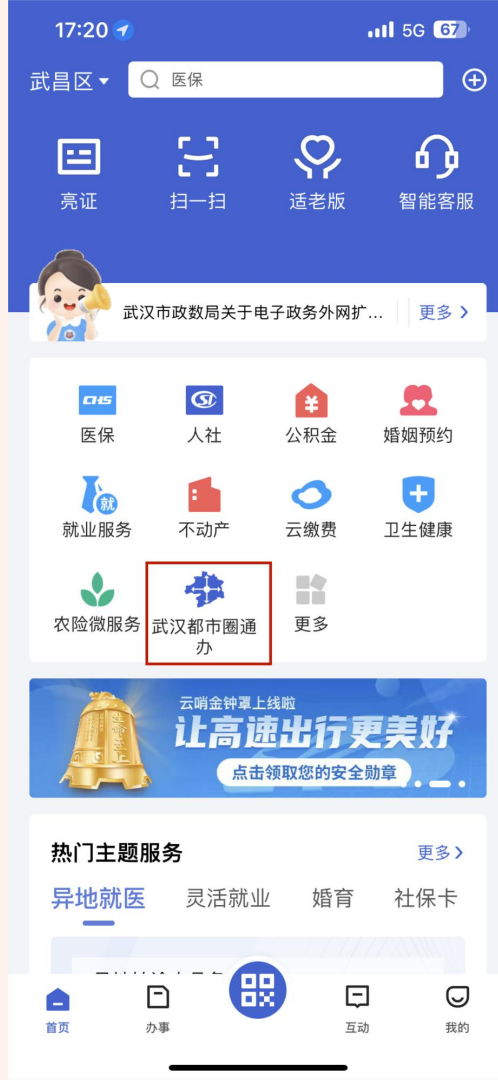 17:20
5G 67
武昌区
医保
亮证 扫一扫 适老版 智能客服
武汉市政数局关于电子政务外网扩... 更多
CHS
医保 人社 公积金 婚姻预约
就
就业服务 不动产 云缴费 卫生健康
农险微服务 武汉都市圈通
办
更多
云哨金钟罩上线啦
让高速出行更美好
点击领取您的安全勋章
生命至上
热门主题服务 更多
异地就医 灵活就业 婚育 社保卡
首页 办事 互动 我的